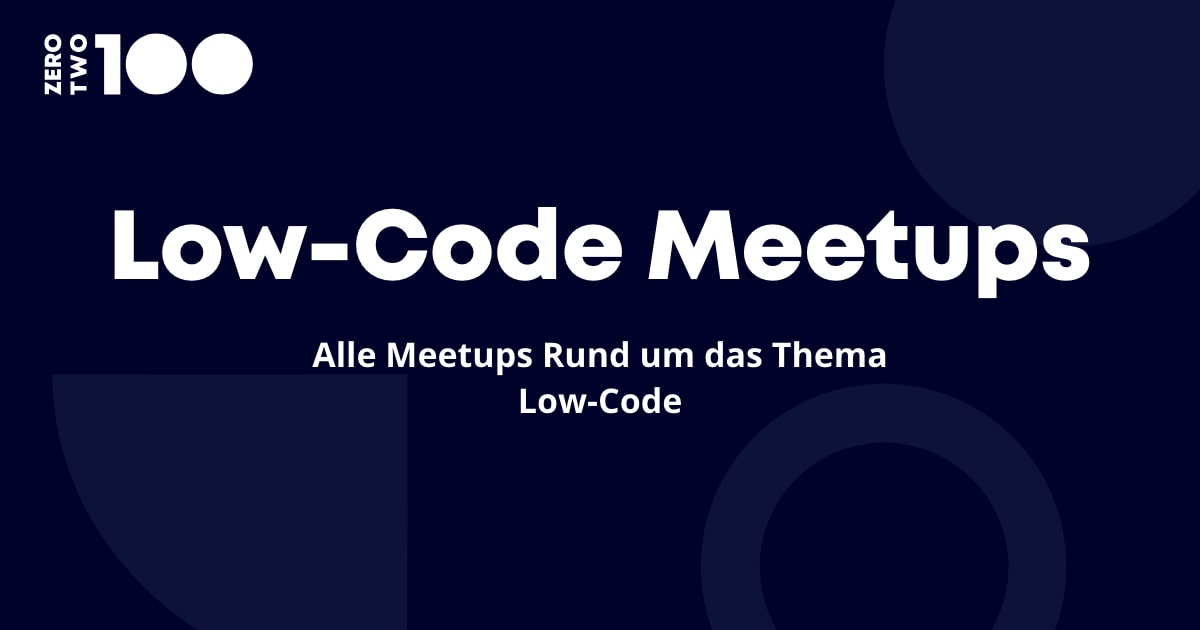 ZERO
TWO
100
Low-Code Meetups
Alle Meetups Rund um das Thema
Low-Code